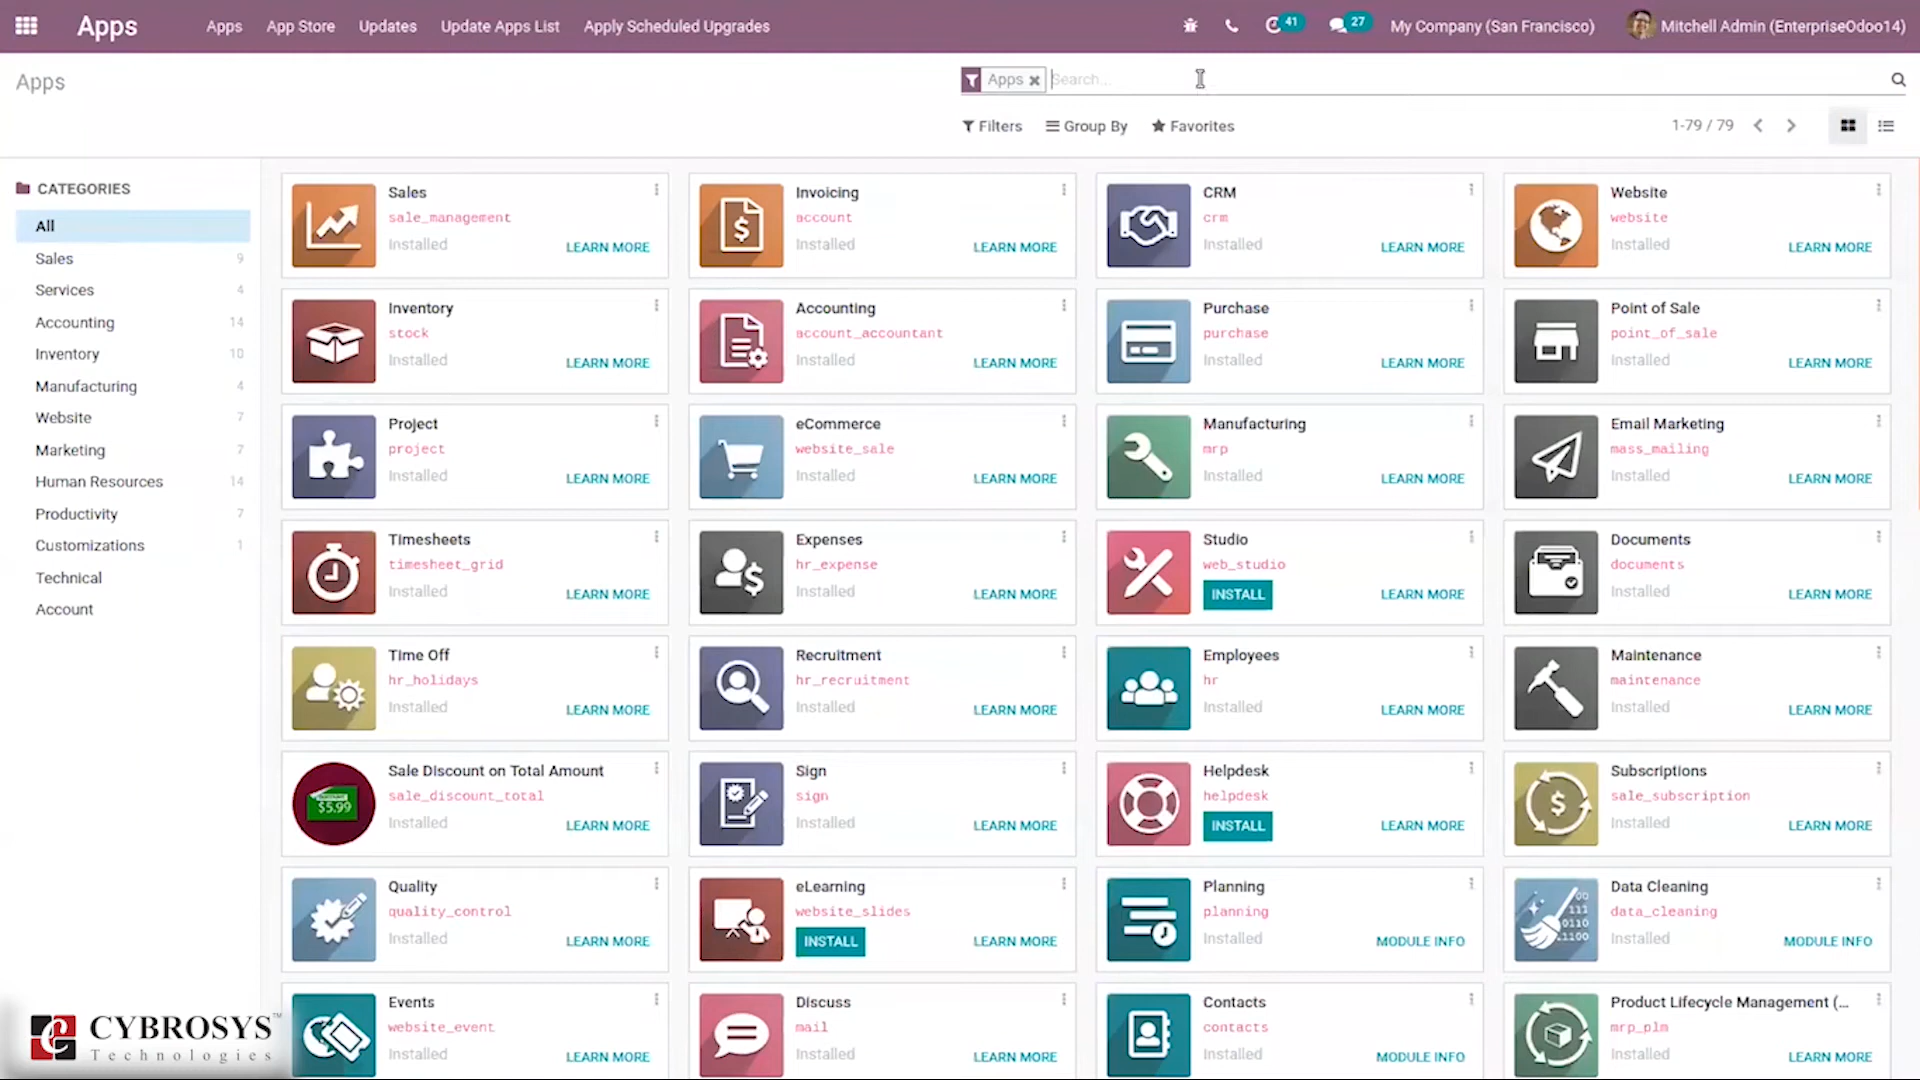 Apps Apps App Store Updates Update Apps List Apply Scheduled Upgrades 41 27 My Company (San Francisco) Mitchell Admin (EnterpriseOdoo14)
Apps
Apps Search...
Filters Group By Favorites 1-79 / 79
CATEGORIES
All
Sales 9
Services 4
Accounting 14
Inventory 10
Manufacturing 4
Website 7
Marketing 7
Human Resources 14
Productivity 7
Customizations 1
Technical
Account
Sales
sale_management
Installed LEARN MORE
Invoicing
account
Installed LEARN MORE
CRM
crm
Installed LEARN MORE
Website
website
Installed LEARN MORE
Inventory
stock
Installed LEARN MORE
Accounting
account_accountant
Installed LEARN MORE
Purchase
purchase
Installed LEARN MORE
Point of Sale
point_of_sale
Installed LEARN MORE
Project
project
Installed LEARN MORE
eCommerce
website_sale
Installed LEARN MORE
Manufacturing
mrp
Installed LEARN MORE
Email Marketing
mass_mailing
Installed LEARN MORE
Timesheets
timesheet_grid
Installed LEARN MORE
Expenses
hr_expense
Installed LEARN MORE
Studio
web_studio
INSTALL LEARN MORE
Documents
documents
Installed LEARN MORE
Time Off
hr_holidays
Installed LEARN MORE
Recruitment
hr_recruitment
Installed LEARN MORE
Employees
hr
Installed LEARN MORE
Maintenance
maintenance
Installed LEARN MORE
$5.99
Sale Discount on Total Amount
sale_discount_total
Installed LEARN MORE
Sign
sign
Installed LEARN MORE
Helpdesk
helpdesk
INSTALL LEARN MORE
Subscriptions
sale_subscription
Installed LEARN MORE
Quality
quality_control
Installed LEARN MORE
eLearning
website_slides
INSTALL LEARN MORE
Planning
planning
Installed MODULE INFO
Data Cleaning
data_cleaning
Installed MODULE INFO
Events
website_event
Installed LEARN MORE
Discuss
mail
Installed LEARN MORE
Contacts
contacts
Installed MODULE INFO
Product Lifecycle Management (...
mrp_plm
Installed LEARN MORE
CYBROSYS™
Technologies